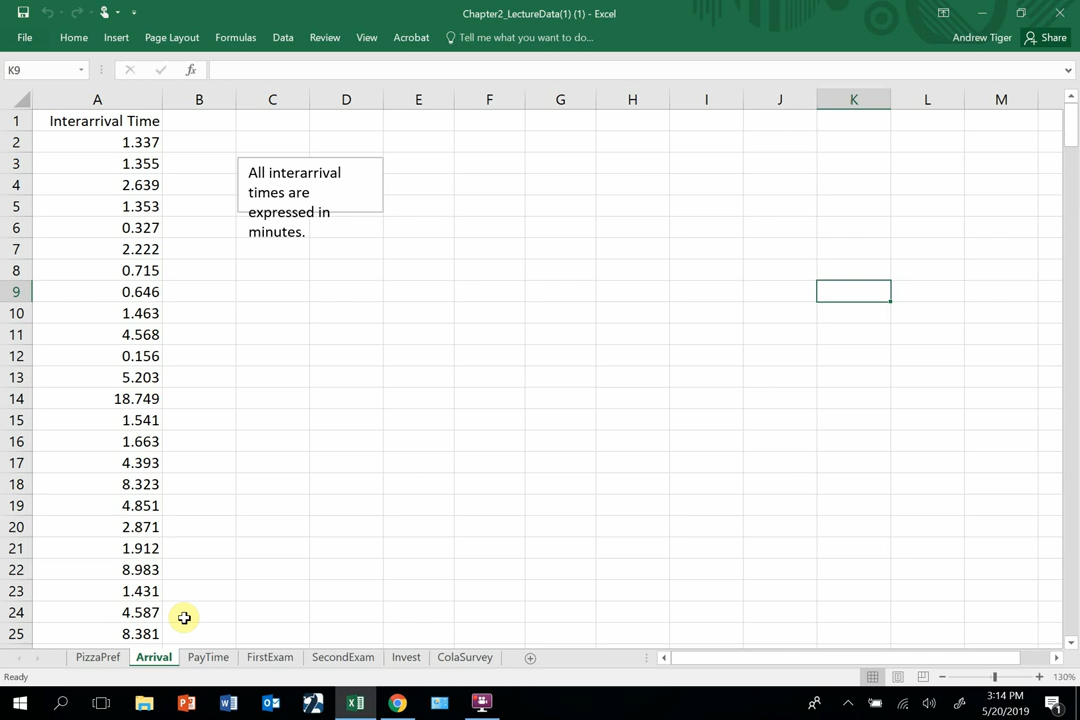 Chapter2_LectureData(1) (1) - Excel
File Home Insert Page Layout Formulas Data Review View Acrobat Tell me what you want to do... Andrew Tiger Share
K9 fx
A B C D E F G H I J K L M
1 Interarrival Time
2 1.337
3 1.355
4 2.639
5 1.353
6 0.327
7 2.222
8 0.715
9 0.646
10 1.463
11 4.568
12 0.156
13 5.203
14 18.749
15 1.541
16 1.663
17 4.393
18 8.323
19 4.851
20 2.871
21 1.912
22 8.983
23 1.431
24 4.587
25 8.381
All interarrival
times are
expressed in
minutes.
PizzaPref Arrival PayTime FirstExam SecondExam Invest ColaSurvey
Ready 130%
3:14 PM
5/20/2019 1